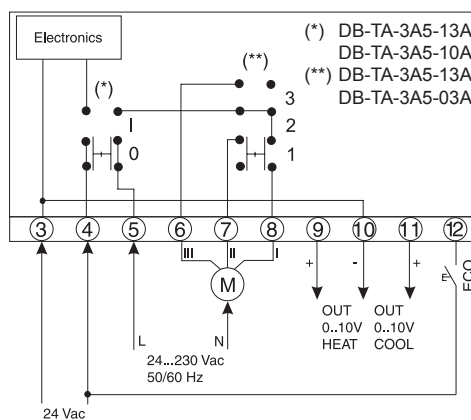 Electronics
(*) DB-TA-3A5-13A
DB-TA-3A5-10A
(**) DB-TA-3A5-13A
DB-TA-3A5-03A
(*)
(**)
I
0
3
2
1
3 4 5 6 7 8 9 10 11 12
III II I
M
+ - +
ECO
L N
OUT OUT
0..10V 0..10V
HEAT COOL
24...230 Vac
50/60 Hz
24 Vac